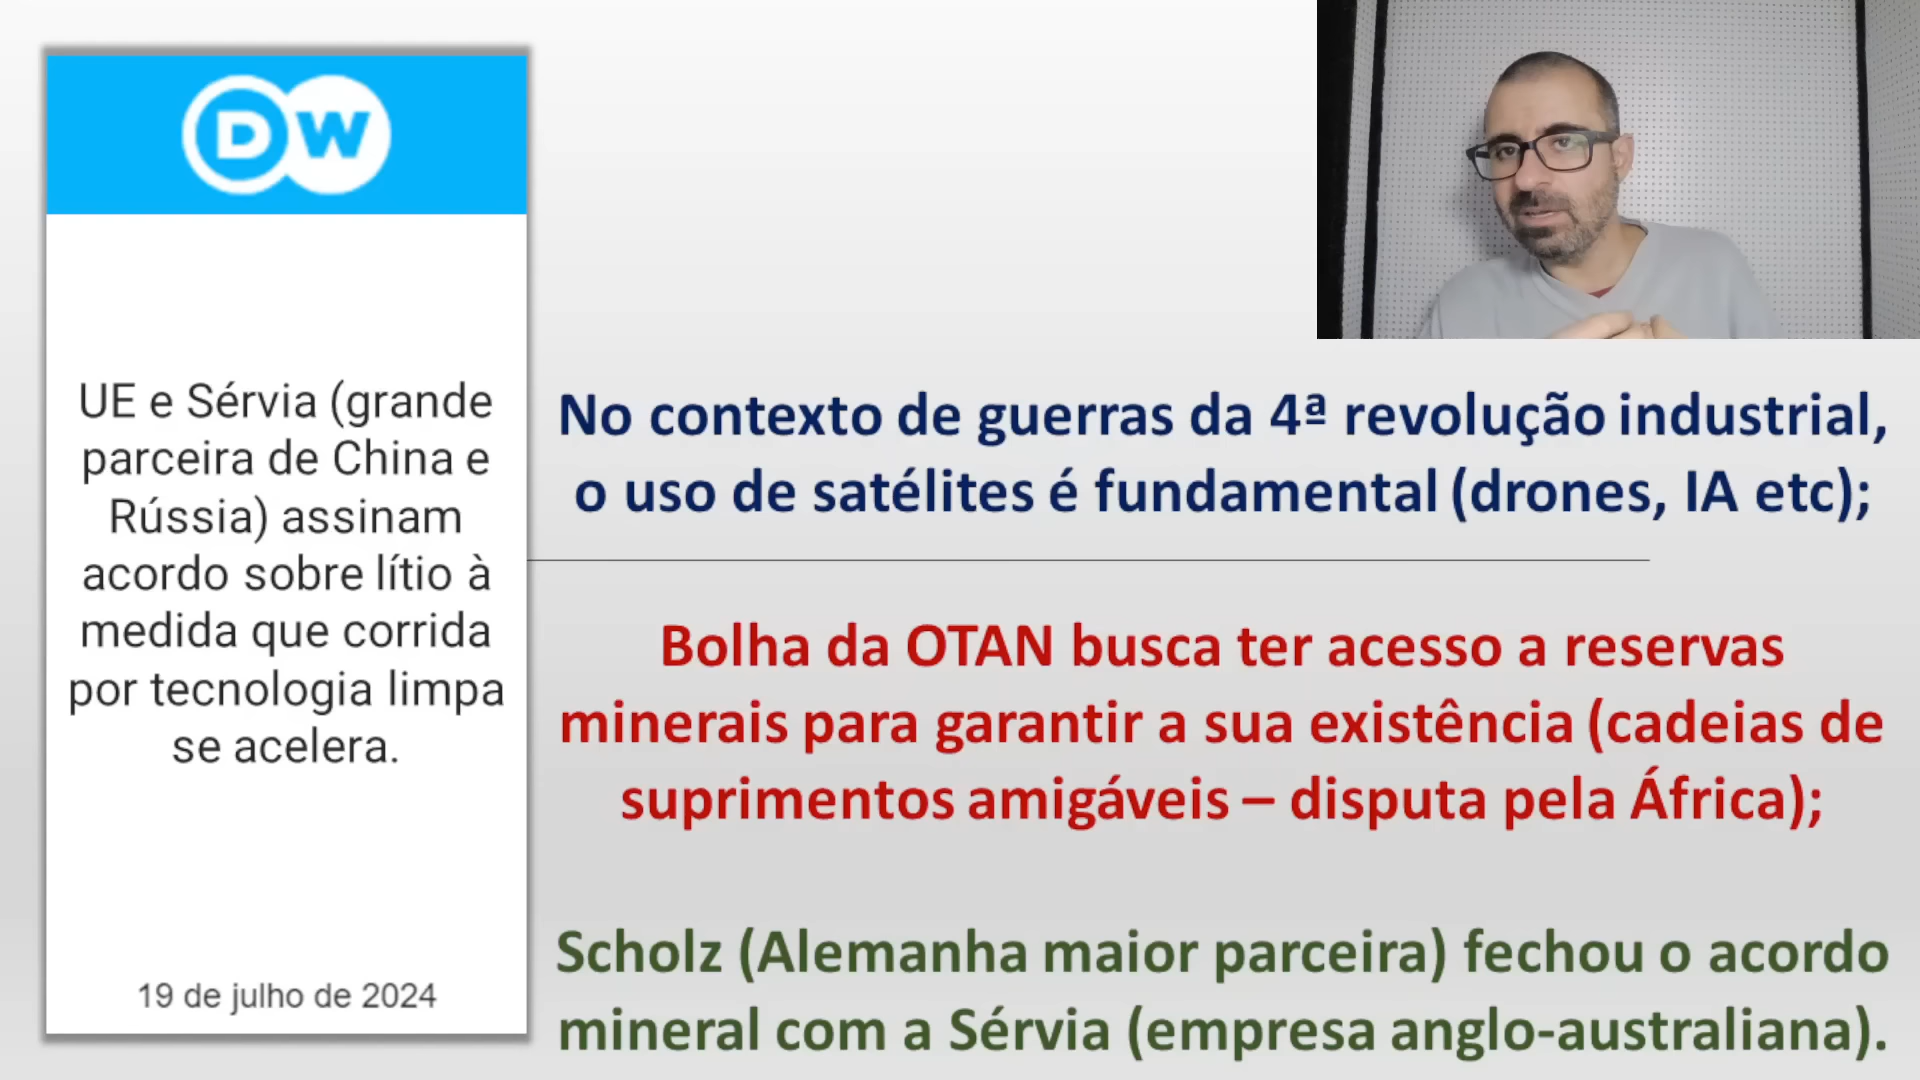 DW
UE e Sérvia (grande
parceira de China e
Rússia) assinam
acordo sobre lítio à
medida que corrida
por tecnologia limpa
se acelera.
19 de julho de 2024
No contexto de guerras da 4ª revolução industrial,
o uso de satélites é fundamental (drones, IA etc);
Bolha da OTAN busca ter acesso a reservas
minerais para garantir a sua existência (cadeias de
suprimentos amigáveis – disputa pela África);
Scholz (Alemanha maior parceira) fechou o acordo
mineral com a Sérvia (empresa anglo-australiana).